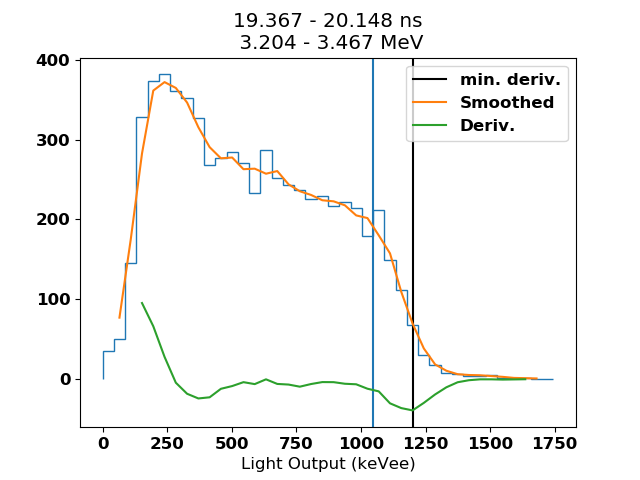 19.367 - 20.148 ns
3.204 - 3.467 MeV
min. deriv.
Smoothed
Deriv.
400
300
200
100
0
0 250 500 750 1000 1250 1500 1750
Light Output (keVee)